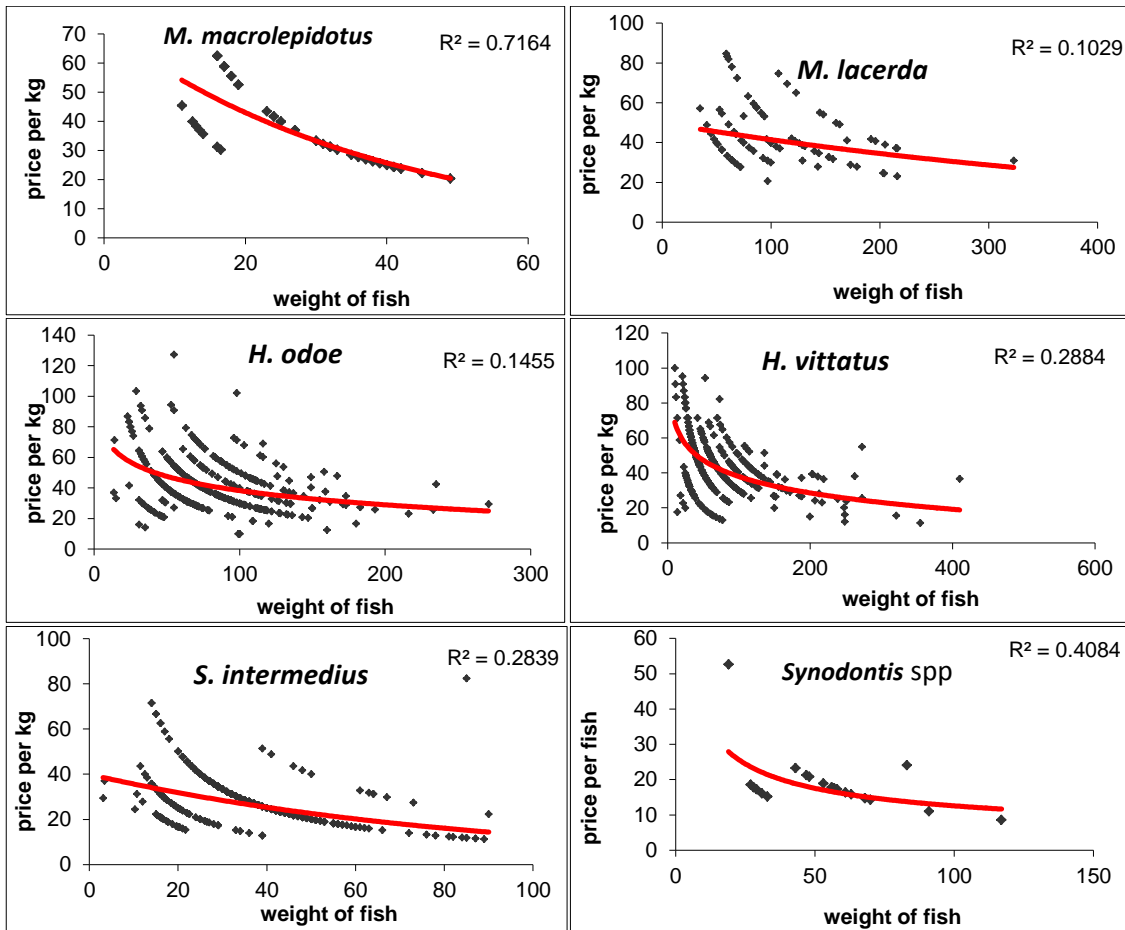 M. macrolepidotus
R² = 0.7164
price per kg
70
60
50
40
30
20
10
0
0 20 40 60
weight of fish
M. lacerda
R² = 0.1029
price per kg
100
80
60
40
20
0
0 100 200 300 400
weigh of fish
H. odoe
R² = 0.1455
price per kg
140
120
100
80
60
40
20
0
0 100 200 300
weight of fish
H. vittatus
R² = 0.2884
price per kg
120
100
80
60
40
20
0
0 200 400 600
weight of fish
S. intermedius
R² = 0.2839
price per kg
100
80
60
40
20
0
0 20 40 60 80 100
weight of fish
Synodontis spp
R² = 0.4084
price per fish
60
50
40
30
20
10
0
0 50 100 150
weight of fish